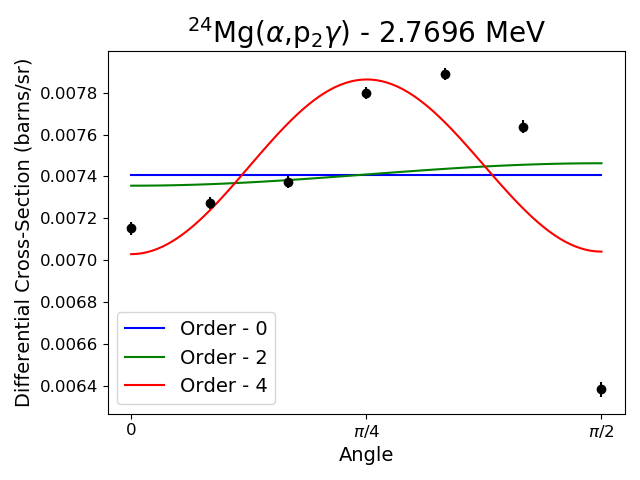 ²⁴Mg(α,p₂γ) - 2.7696 MeV
Differential Cross-Section (barns/sr)
0.0078
0.0076
0.0074
0.0072
0.0070
0.0068
0.0066
0.0064
Order - 0
Order - 2
Order - 4
0
π/4
π/2
Angle